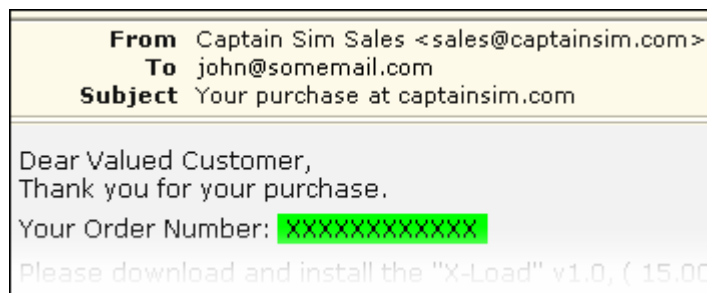 From Captain Sim Sales <sales@captainsim.com>
To john@somemail.com
Subject Your purchase at captainsim.com
Dear Valued Customer,
Thank you for your purchase.
Your Order Number: XXXXXXXXXXXX
Please download and install the "X-Load" v1.0, ( 15.00